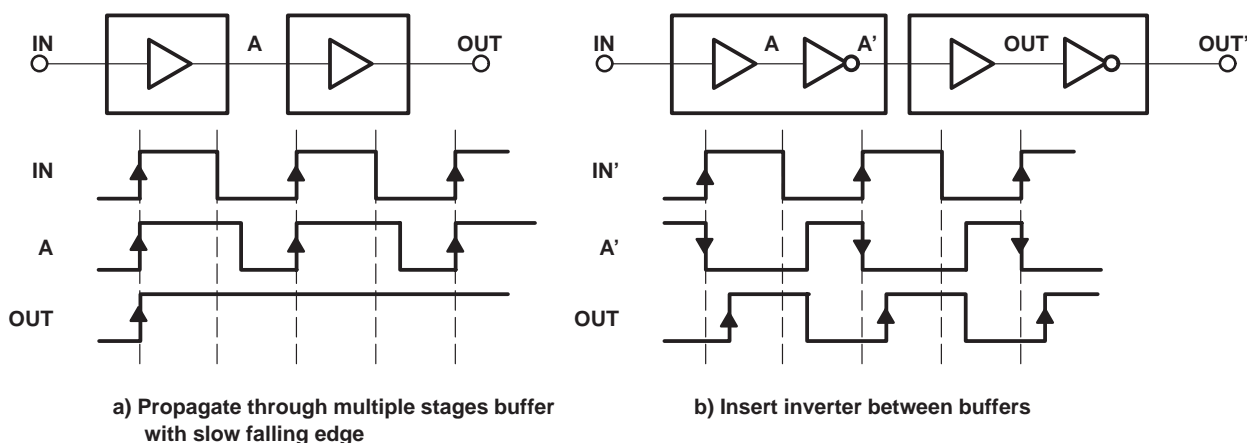 IN A OUT IN A A' OUT OUT'
IN IN'
A A'
OUT OUT
a) Propagate through multiple stages buffer
with slow falling edge
b) Insert inverter between buffers